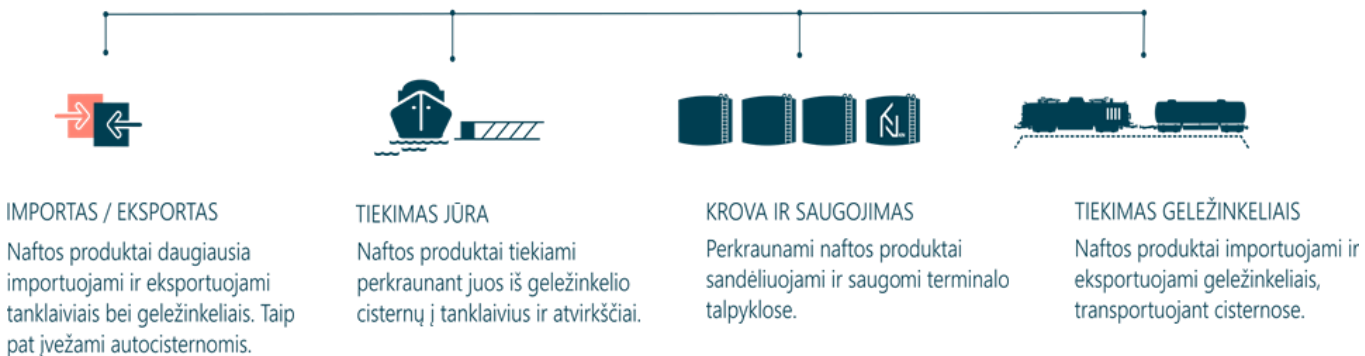 IMPORTAS / EKSPORTAS
Naftos produktai daugiausia
importuojami ir eksportuojami
tanklaiviais bei geležinkeliais. Taip
pat įvežami autocisternomis.
TIEKIMAS JŪRA
Naftos produktai tiekiami
perkraunant juos iš geležinkelio
cisternų į tanklaivius ir atvirkščiai.
KROVA IR SAUGOJIMAS
Perkraunami naftos produktai
sandėliuojami ir saugomi terminalo
talpyklose.
TIEKIMAS GELEŽINKELIAIS
Naftos produktai importuojami ir
eksportuojami geležinkeliais,
transportuojant cisternose.